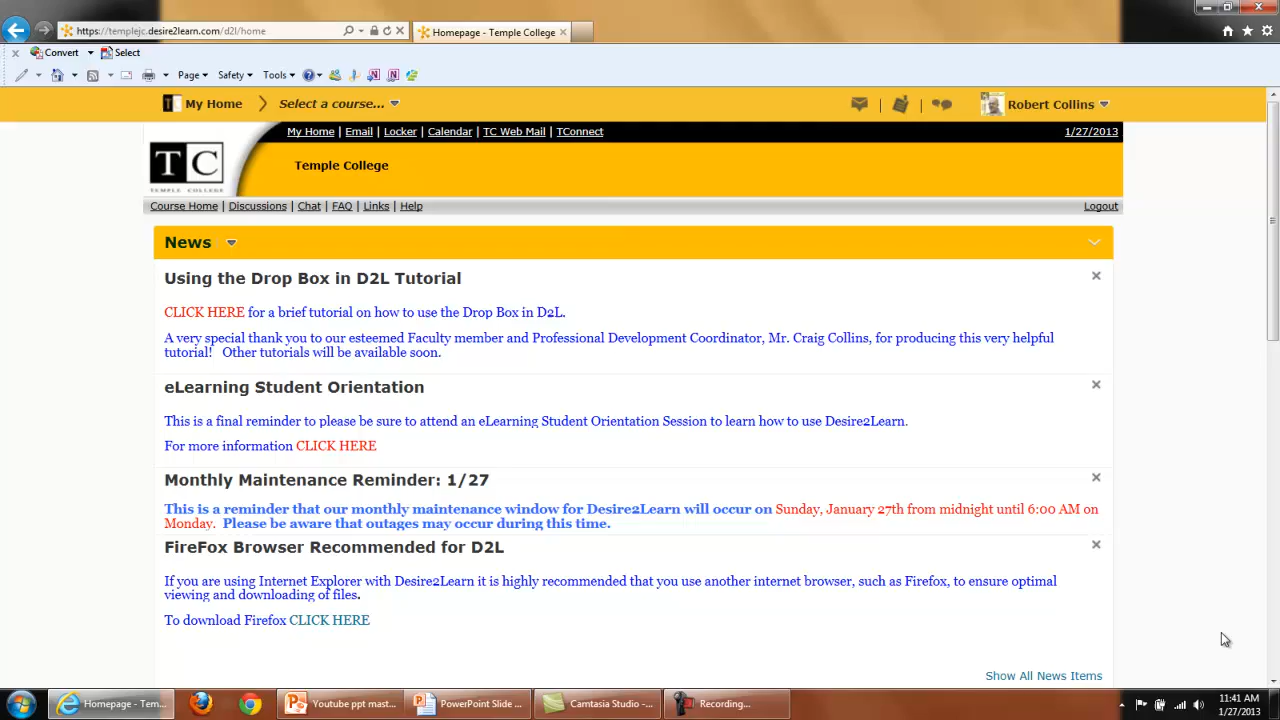 https://templejc.desire2learn.com/d2l/home
Homepage - Temple College
Convert Select
Page Safety Tools
My Home Select a course... Robert Collins
My Home | Email | Locker | Calendar | TC Web Mail | TConnect 1/27/2013
TC
TEMPLE COLLEGE
Temple College
Course Home | Discussions | Chat | FAQ | Links | Help Logout
News
Using the Drop Box in D2L Tutorial
CLICK HERE for a brief tutorial on how to use the Drop Box in D2L.
A very special thank you to our esteemed Faculty member and Professional Development Coordinator, Mr. Craig Collins, for producing this very helpful
tutorial! Other tutorials will be available soon.
eLearning Student Orientation
This is a final reminder to please be sure to attend an eLearning Student Orientation Session to learn how to use Desire2Learn.
For more information CLICK HERE
Monthly Maintenance Reminder: 1/27
This is a reminder that our monthly maintenance window for Desire2Learn will occur on Sunday, January 27th from midnight until 6:00 AM on
Monday. Please be aware that outages may occur during this time.
FireFox Browser Recommended for D2L
If you are using Internet Explorer with Desire2Learn it is highly recommended that you use another internet browser, such as Firefox, to ensure optimal
viewing and downloading of files.
To download Firefox CLICK HERE
Show All News Items
Homepage - Tem... Youtube ppt mast... PowerPoint Slide ... Camtasia Studio -... Recording...
11:41 AM
1/27/2013